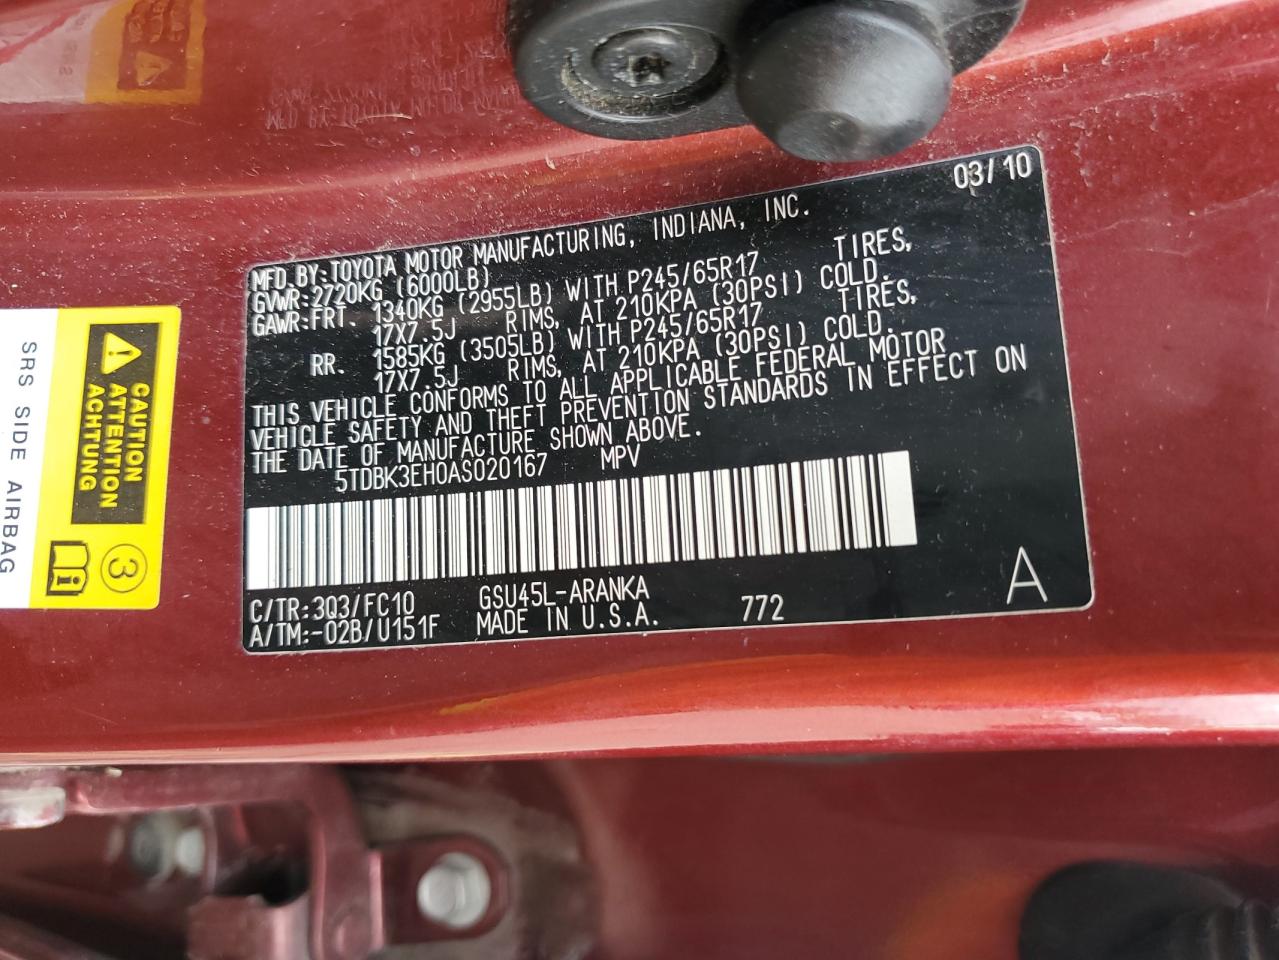 03/10
MFD.BY:TOYOTA MOTOR MANUFACTURING, INDIANA, INC.
GVWR:2720KG (6000LB)
GAWR:FRT. 1340KG (2955LB) WITH P245/65R17 TIRES,
17X7.5J RIMS, AT 210KPA (30PSI) COLD.
RR. 1585KG (3505LB) WITH P245/65R17 TIRES,
17X7.5J RIMS, AT 210KPA (30PSI) COLD.
THIS VEHICLE CONFORMS TO ALL APPLICABLE FEDERAL MOTOR
VEHICLE SAFETY AND THEFT PREVENTION STANDARDS IN EFFECT ON
THE DATE OF MANUFACTURE SHOWN ABOVE.
5TDBK3EH0AS020167 MPV
C/TR:3Q3/FC10 GSU45L-ARANKA
A/TM:-02B/U151F MADE IN U.S.A. 772
A
CAUTION
ATTENTION
ACHTUNG
3
SRS SIDE AIRBAG